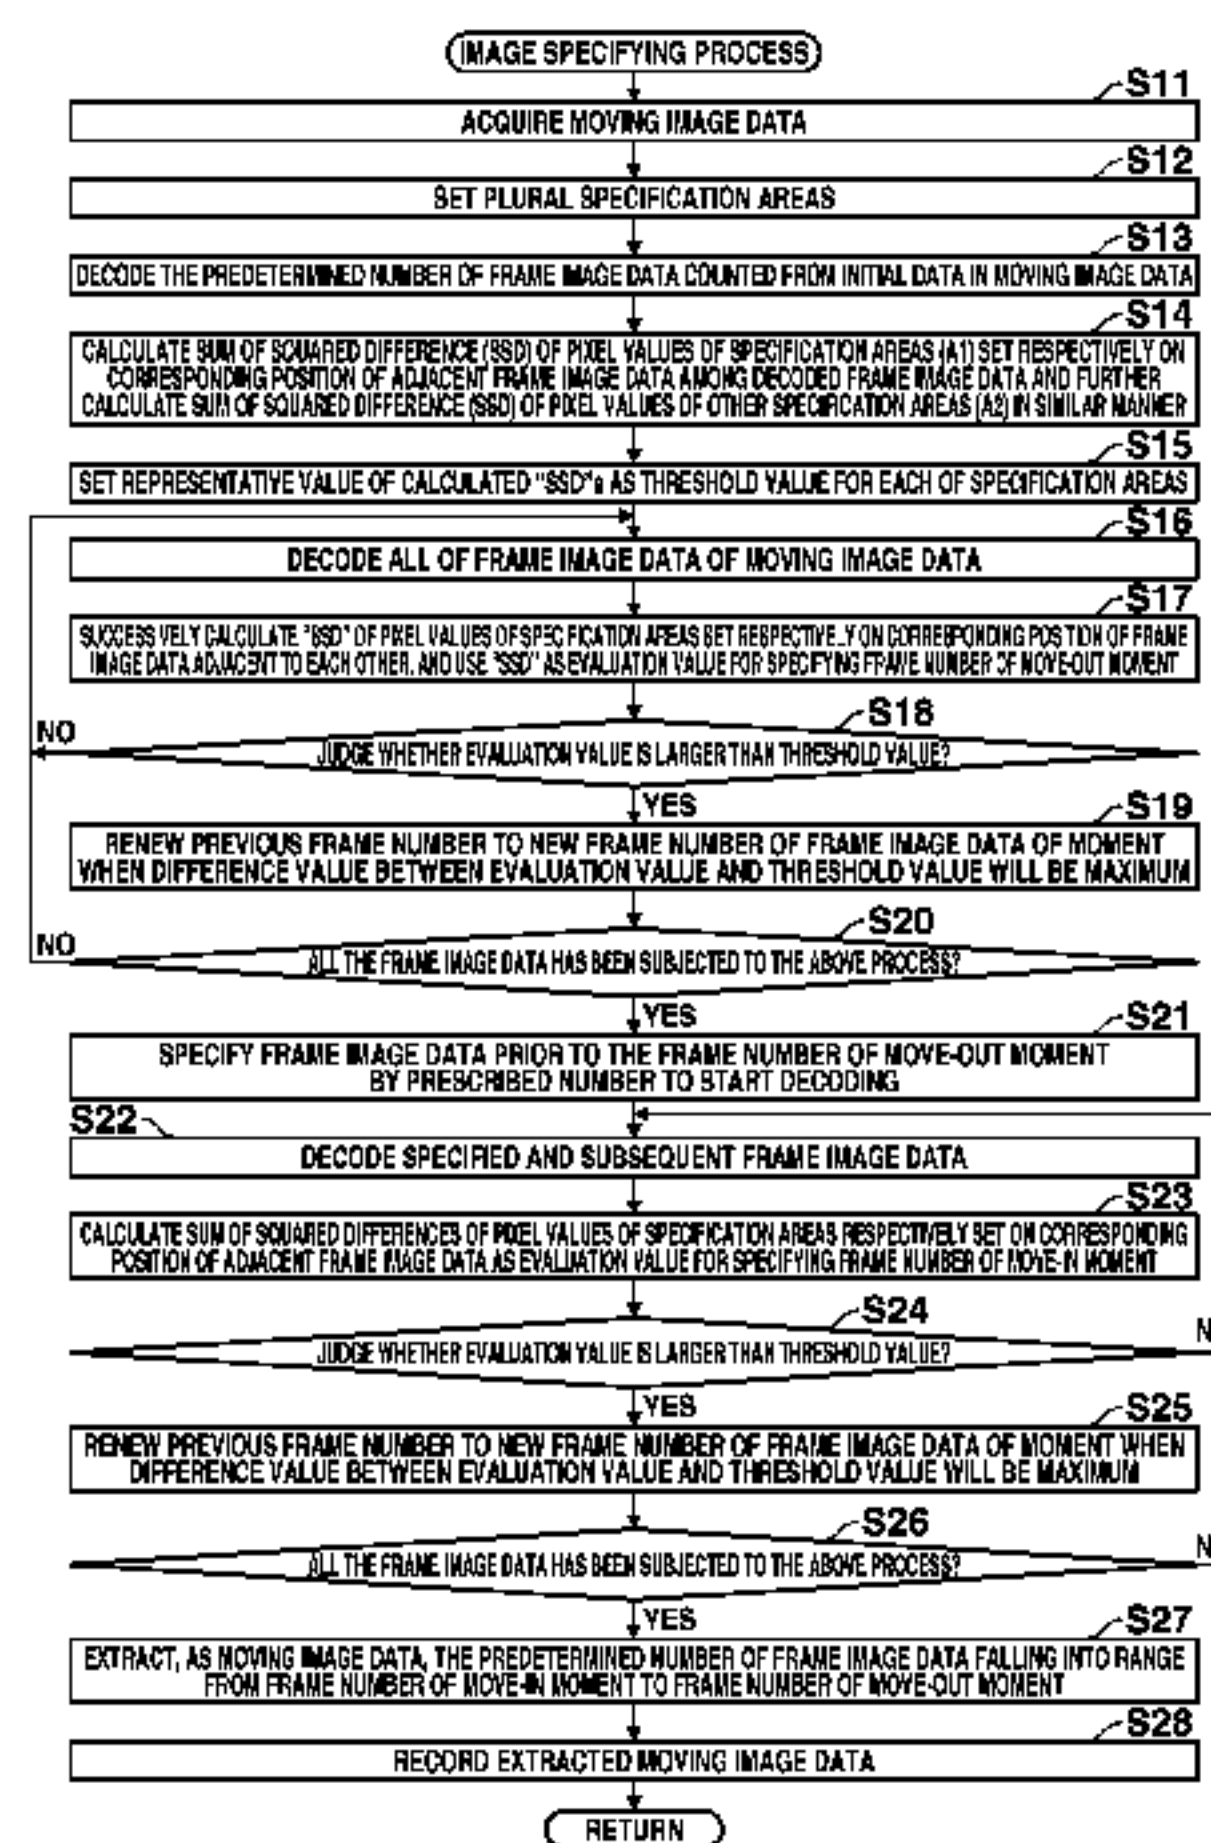 IMAGE SPECIFYING PROCESS
S11
ACQUIRE MOVING IMAGE DATA
S12
SET PLURAL SPECIFICATION AREAS
S13
DECODE THE PREDETERMINED NUMBER OF FRAME IMAGE DATA COUNTED FROM INITIAL DATA IN MOVING IMAGE DATA
S14
CALCULATE SUM OF SQUARED DIFFERENCE (SSD) OF PIXEL VALUES OF SPECIFICATION AREAS (A1) SET RESPECTIVELY ON
CORRESPONDING POSITION OF ADJACENT FRAME IMAGE DATA AMONG DECODED FRAME IMAGE DATA AND FURTHER
CALCULATE SUM OF SQUARED DIFFERENCE (SSD) OF PIXEL VALUES OF OTHER SPECIFICATION AREAS (A2) IN SIMILAR MANNER
S15
SET REPRESENTATIVE VALUE OF CALCULATED "SSD"s AS THRESHOLD VALUE FOR EACH OF SPECIFICATION AREAS
S16
DECODE ALL OF FRAME IMAGE DATA OF MOVING IMAGE DATA
S17
SUCCESSIVELY CALCULATE "SSD" OF PIXEL VALUES OF SPECIFICATION AREAS SET RESPECTIVELY ON CORRESPONDING POSITION OF FRAME
IMAGE DATA ADJACENT TO EACH OTHER, AND USE "SSD" AS EVALUATION VALUE FOR SPECIFYING FRAME NUMBER OF MOVE-OUT MOMENT
S18
NO
JUDGE WHETHER EVALUATION VALUE IS LARGER THAN THRESHOLD VALUE?
YES
S19
RENEW PREVIOUS FRAME NUMBER TO NEW FRAME NUMBER OF FRAME IMAGE DATA OF MOMENT
WHEN DIFFERENCE VALUE BETWEEN EVALUATION VALUE AND THRESHOLD VALUE WILL BE MAXIMUM
S20
NO
ALL THE FRAME IMAGE DATA HAS BEEN SUBJECTED TO THE ABOVE PROCESS?
YES
S21
SPECIFY FRAME IMAGE DATA PRIOR TO THE FRAME NUMBER OF MOVE-OUT MOMENT
BY PRESCRIBED NUMBER TO START DECODING
S22
DECODE SPECIFIED AND SUBSEQUENT FRAME IMAGE DATA
S23
CALCULATE SUM OF SQUARED DIFFERENCES OF PIXEL VALUES OF SPECIFICATION AREAS RESPECTIVELY SET ON CORRESPONDING
POSITION OF ADJACENT FRAME IMAGE DATA AS EVALUATION VALUE FOR SPECIFYING FRAME NUMBER OF MOVE-IN MOMENT
S24
N
JUDGE WHETHER EVALUATION VALUE IS LARGER THAN THRESHOLD VALUE?
YES
S25
RENEW PREVIOUS FRAME NUMBER TO NEW FRAME NUMBER OF FRAME IMAGE DATA OF MOMENT WHEN
DIFFERENCE VALUE BETWEEN EVALUATION VALUE AND THRESHOLD VALUE WILL BE MAXIMUM
S26
N
ALL THE FRAME IMAGE DATA HAS BEEN SUBJECTED TO THE ABOVE PROCESS?
YES
S27
EXTRACT, AS MOVING IMAGE DATA, THE PREDETERMINED NUMBER OF FRAME IMAGE DATA FALLING INTO RANGE
FROM FRAME NUMBER OF MOVE-IN MOMENT TO FRAME NUMBER OF MOVE-OUT MOMENT
S28
RECORD EXTRACTED MOVING IMAGE DATA
RETURN